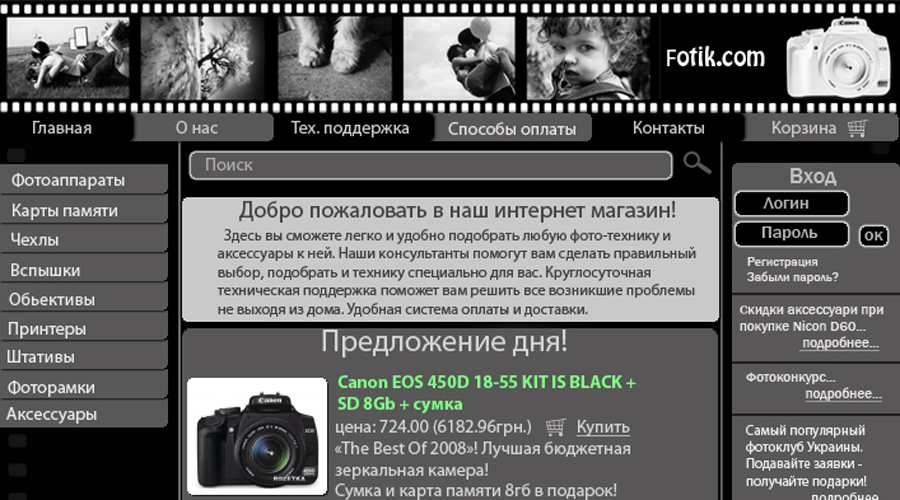 Fotik.com
Canon
Главная
О нас
Тех. поддержка
Способы оплаты
Контакты
Корзина
Поиск
Фотоаппараты
Карты памяти
Чехлы
Вспышки
Обьективы
Принтеры
Штативы
Фоторамки
Аксессуары
Добро пожаловать в наш интернет магазин!
Здесь вы сможете легко и удобно подобрать любую фото-технику и
аксессуары к ней. Наши консультанты помогут вам сделать правильный
выбор, подобрать и технику специально для вас. Круглосуточная
техническая поддержка поможет вам решить все возникшие проблемы
не выходя из дома. Удобная система оплаты и доставки.
Предложение дня!
Canon EOS 450D 18-55 KIT IS BLACK +
SD 8Gb + сумка
цена: 724.00 (6182.96грн.)
Купить
«The Best Of 2008»! Лучшая бюджетная
зеркальная камера!
Сумка и карта памяти 8гб в подарок!
Canon
ROZETKA
Вход
Логин
Пароль
ОК
Регистрация
Забыли пароль?
Скидки аксессуари при
покупке Nicon D60...
подробнее...
Фотоконкурс...
подробнее...
Самый популярный
фотоклуб Украины.
Подавайте заявки -
получайте подарки!
подробнее...